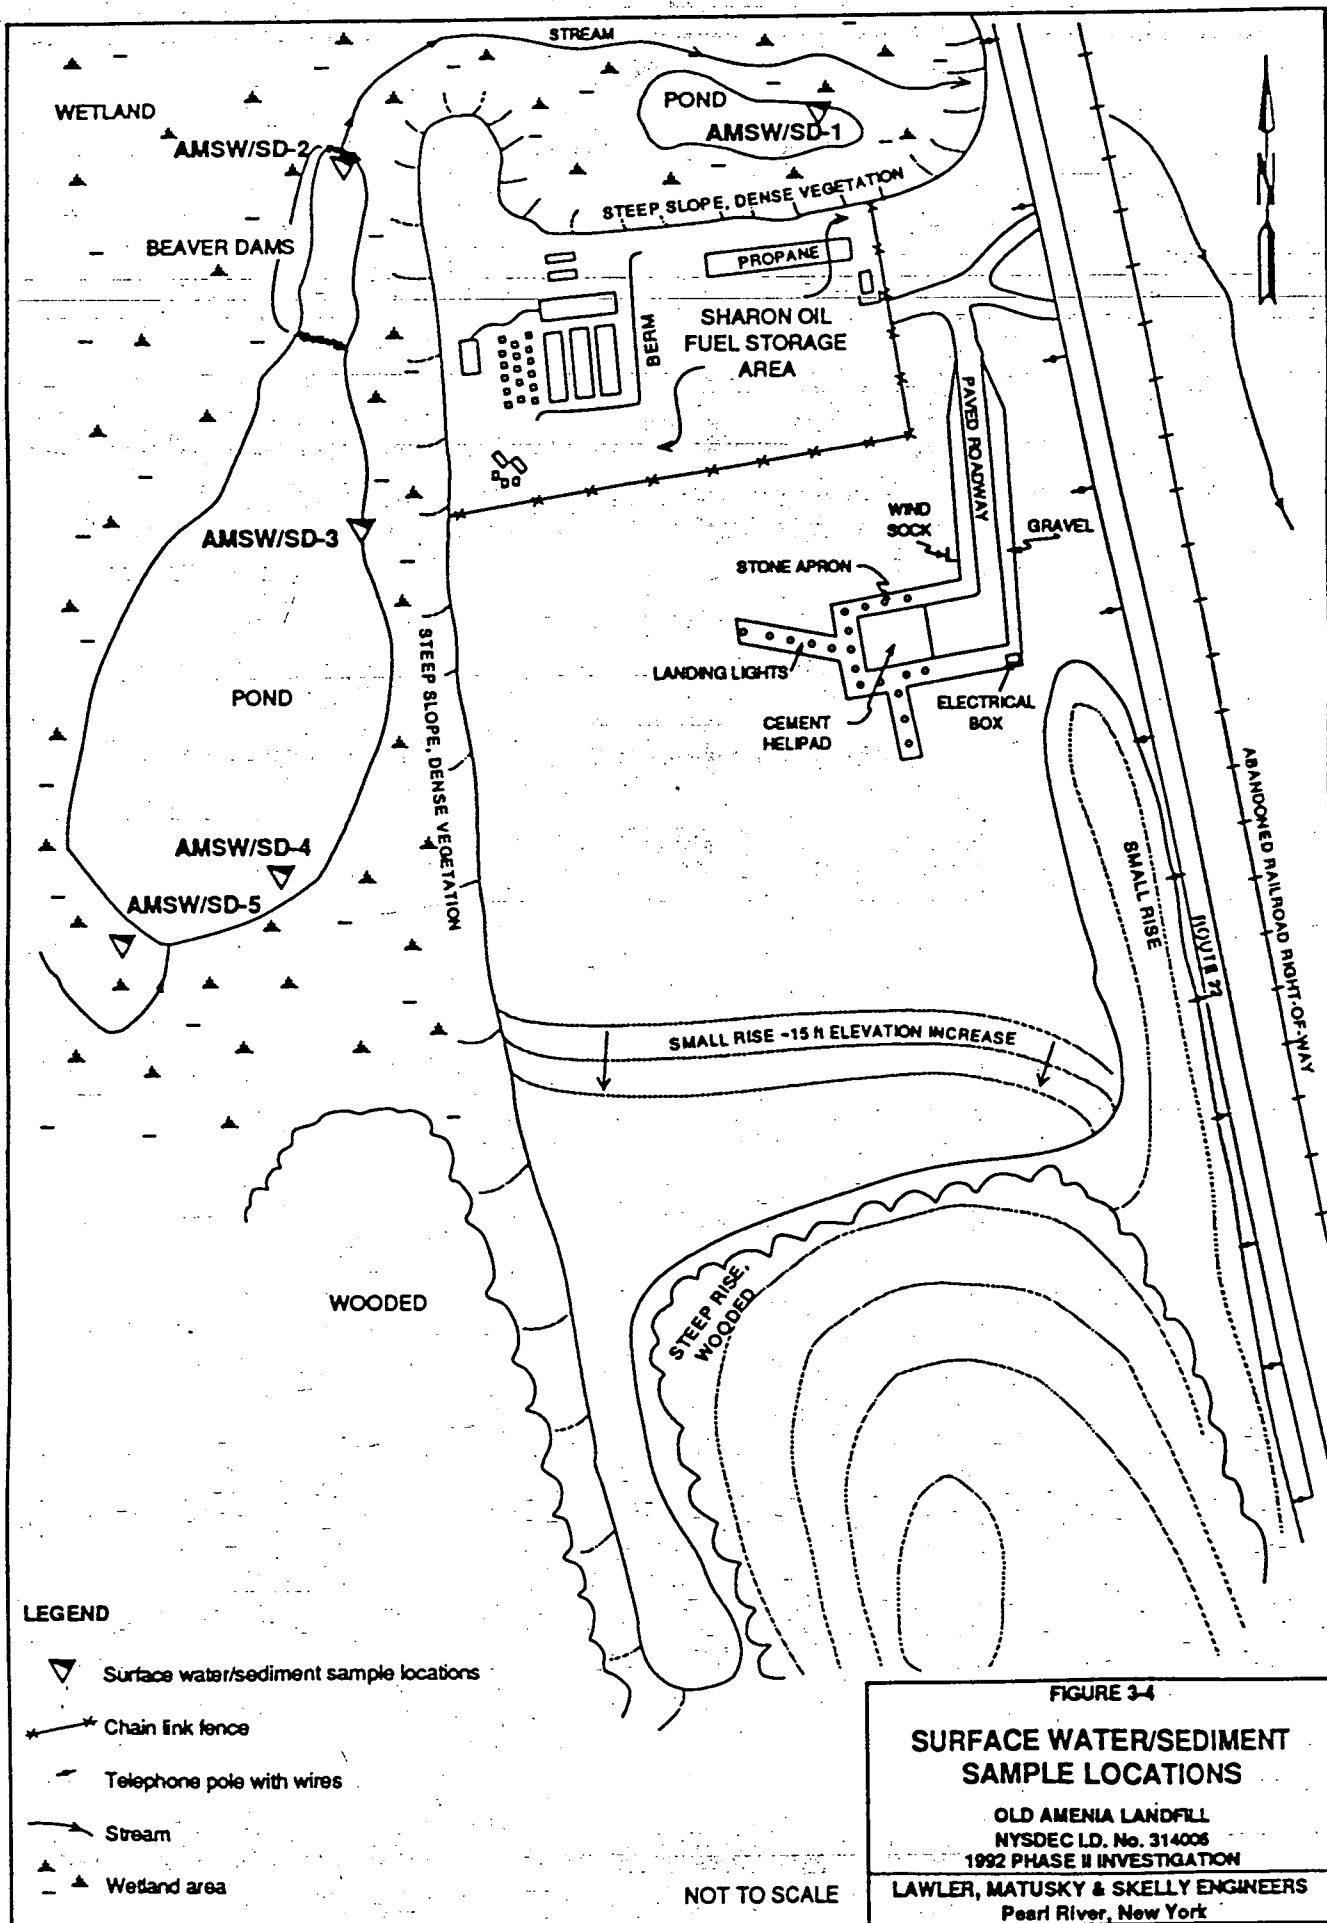 STREAM
WETLAND
POND
AMSW/SD-1
AMSW/SD-2
STEEP SLOPE, DENSE VEGETATION
BEAVER DAMS
PROPANE
N
BERM
SHARON OIL
FUEL STORAGE
AREA
PAVED ROADWAY
WIND
SOCK
GRAVEL
AMSW/SD-3
STONE APRON
STEEP SLOPE, DENSE VEGETATION
LANDING LIGHTS
POND
ELECTRICAL
BOX
CEMENT
HELIPAD
ABANDONED RAILROAD RIGHT-OF-WAY
AMSW/SD-4
SMALL RISE
AMSW/SD-5
ROUTE 22
SMALL RISE ~15 ft ELEVATION INCREASE
WOODED
STEEP RISE,
WOODED
LEGEND
Surface water/sediment sample locations
Chain link fence
Telephone pole with wires
Stream
Wetland area
NOT TO SCALE
FIGURE 3-4
SURFACE WATER/SEDIMENT
SAMPLE LOCATIONS
OLD AMENIA LANDFILL
NYSDEC I.D. No. 314006
1992 PHASE II INVESTIGATION
LAWLER, MATUSKY & SKELLY ENGINEERS
Pearl River, New York